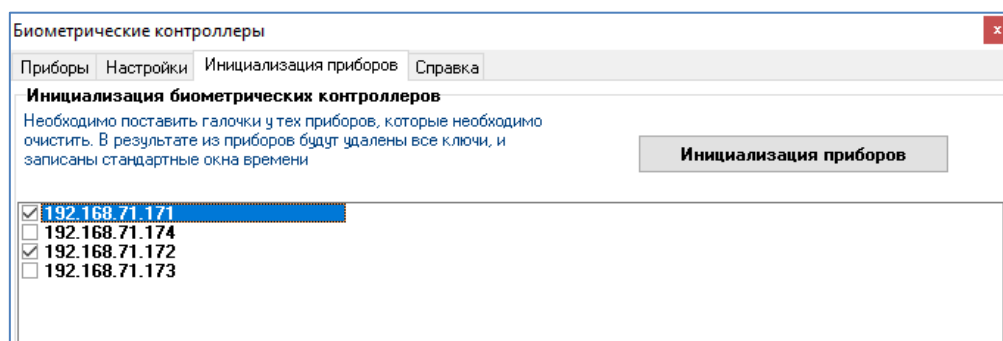 Биометрические контроллеры
x
Приборы Настройки Инициализация приборов Справка
Инициализация биометрических контроллеров
Необходимо поставить галочки у тех приборов, которые необходимо
очистить. В результате из приборов будут удалены все ключи, и
записаны стандартные окна времени
Инициализация приборов
192.168.71.171
192.168.71.174
192.168.71.172
192.168.71.173